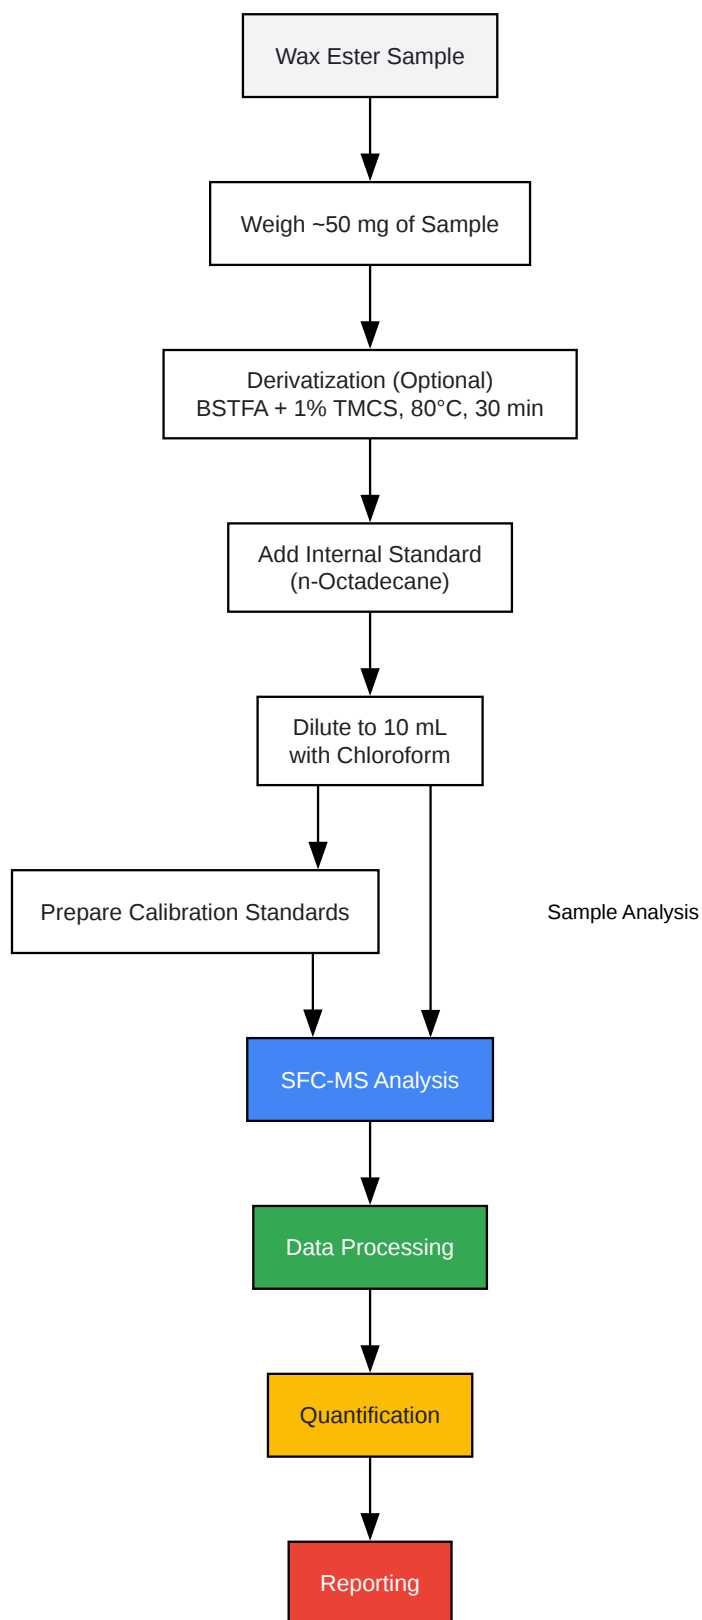 Wax Ester Sample
Weigh ~50 mg of Sample
Derivatization (Optional)
BSTFA + 1% TMCS, 80°C, 30 min
Add Internal Standard
(n-Octadecane)
Dilute to 10 mL
with Chloroform
Prepare Calibration Standards
Sample Analysis
SFC-MS Analysis
Data Processing
Quantification
Reporting